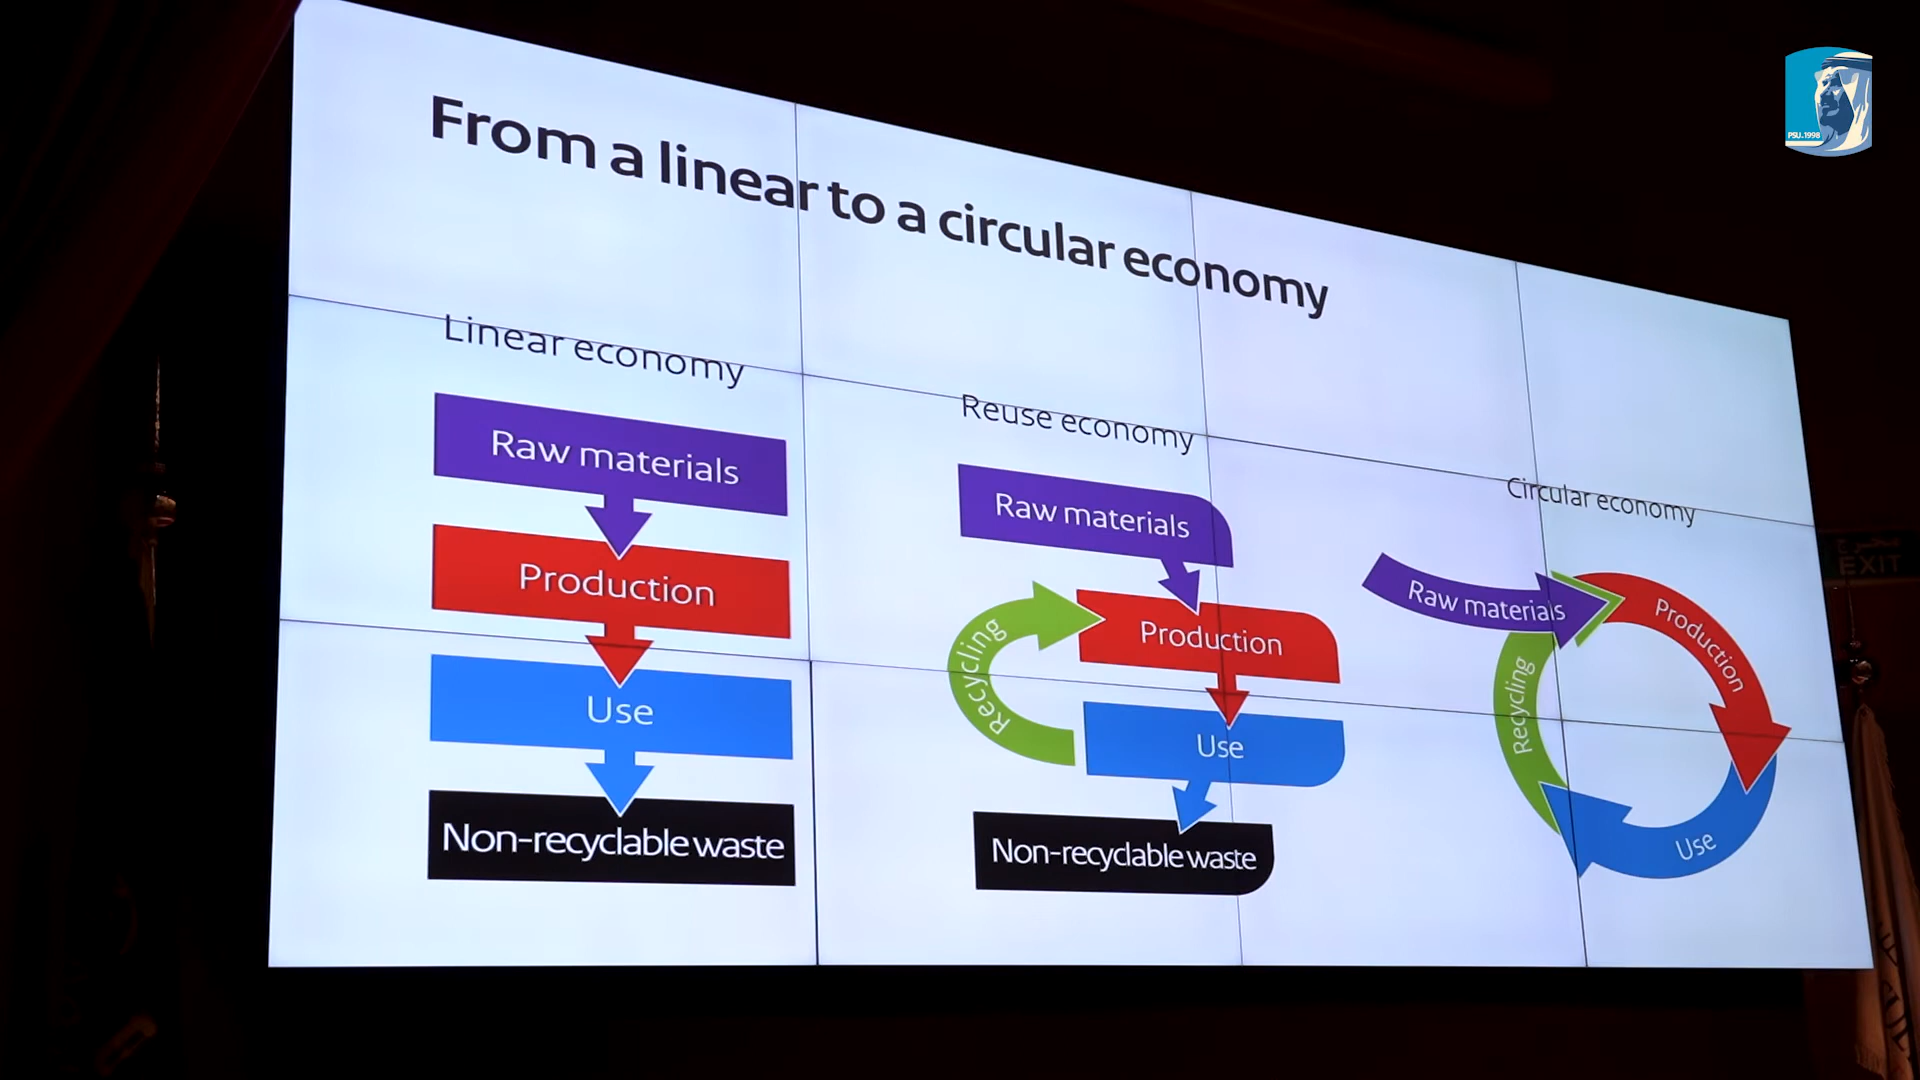 From a linear to a circular economy
Linear economy
Raw materials
Production
Use
Non-recyclable waste
Reuse economy
Raw materials
Recycling
Production
Use
Non-recyclable waste
Circular economy
Raw materials
Production
Recycling
Use
PSU.1998
EXIT